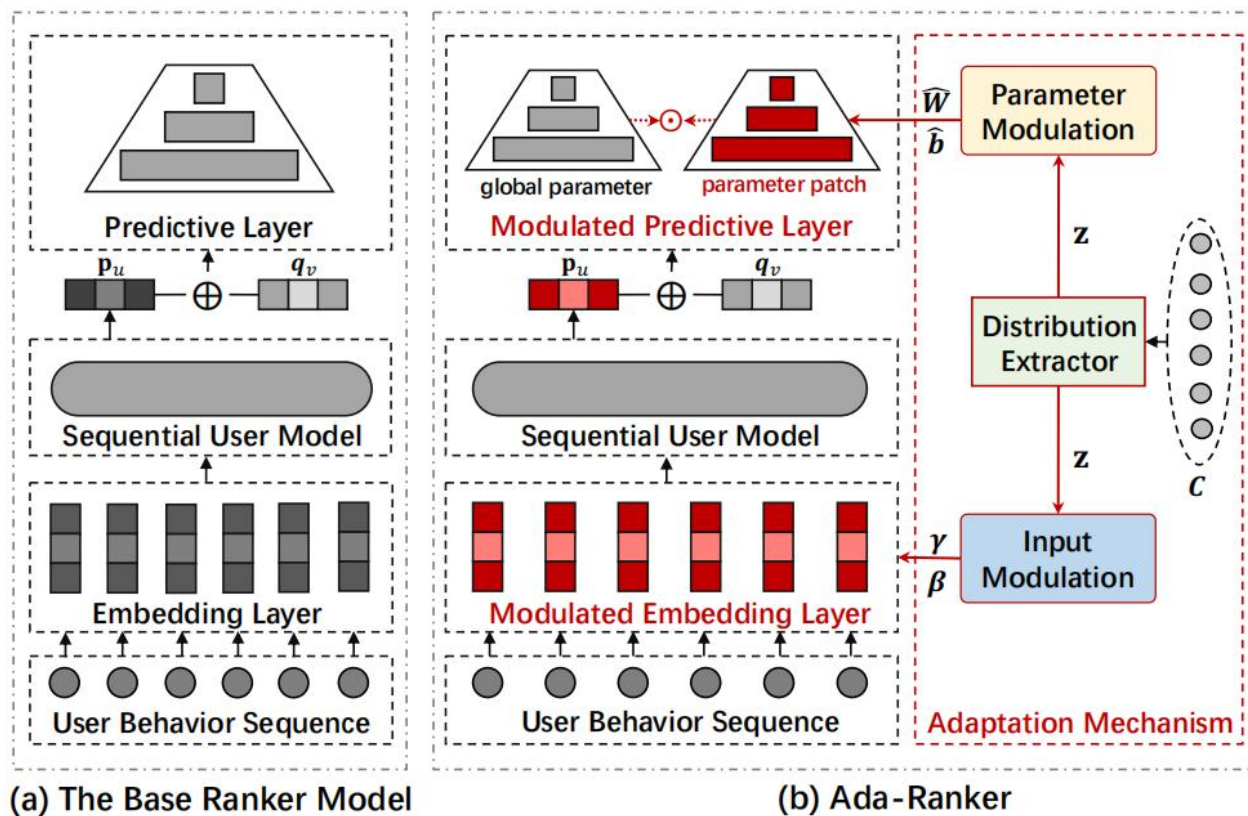 Predictive Layer
p_u
q_v
⊕
Sequential User Model
Embedding Layer
User Behavior Sequence
(a) The Base Ranker Model
global parameter
⊙
parameter patch
Modulated Predictive Layer
p_u
q_v
⊕
Sequential User Model
Modulated Embedding Layer
User Behavior Sequence
Ŵ
b̂
Parameter
Modulation
z
Distribution
Extractor
C
z
γ
β
Input
Modulation
Adaptation Mechanism
(b) Ada-Ranker